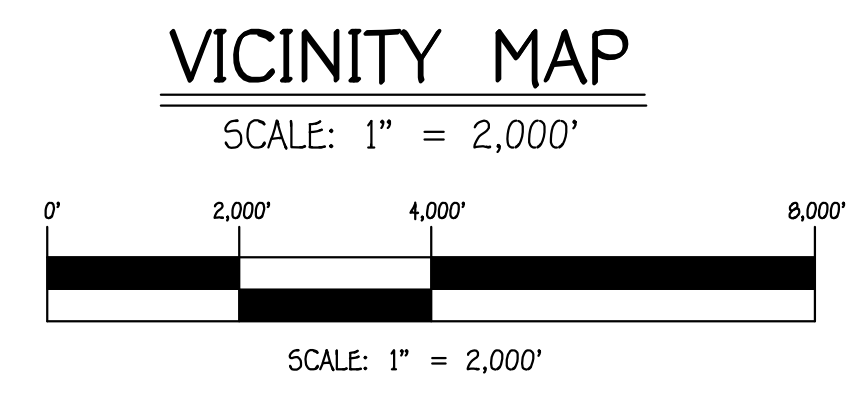 VICINITY MAP
SCALE: 1" = 2,000'
0' 2,000' 4,000' 8,000'
SCALE: 1" = 2,000'